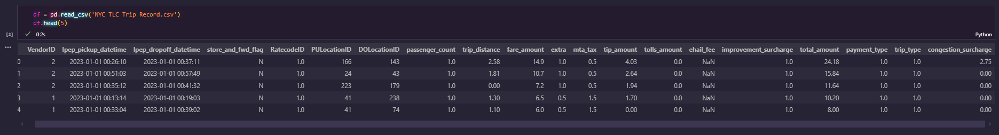 df = pd.read_csv('NYC TLC Trip Record.csv')
df.head(5)
[2] 0.2s Python
... VendorID lpep_pickup_datetime lpep_dropoff_datetime store_and_fwd_flag RatecodeID PULocationID DOLocationID passenger_count trip_distance fare_amount extra mta_tax tip_amount tolls_amount ehail_fee improvement_surcharge total_amount payment_type trip_type congestion_surcharge
0 2 2023-01-01 00:26:10 2023-01-01 00:37:11 N 1.0 166 143 1.0 2.58 14.9 1.0 0.5 4.03 0.0 NaN 1.0 24.18 1.0 1.0 2.75
1 2 2023-01-01 00:51:03 2023-01-01 00:57:49 N 1.0 24 43 1.0 1.81 10.7 1.0 0.5 2.64 0.0 NaN 1.0 15.84 1.0 1.0 0.00
2 2 2023-01-01 00:35:12 2023-01-01 00:41:32 N 1.0 223 179 1.0 0.00 7.2 1.0 0.5 1.94 0.0 NaN 1.0 11.64 1.0 1.0 0.00
3 1 2023-01-01 00:13:14 2023-01-01 00:19:03 N 1.0 41 238 1.0 1.30 6.5 0.5 1.5 1.70 0.0 NaN 1.0 10.20 1.0 1.0 0.00
4 1 2023-01-01 00:33:04 2023-01-01 00:39:02 N 1.0 41 74 1.0 1.10 6.0 0.5 1.5 0.00 0.0 NaN 1.0 8.00 1.0 1.0 0.00